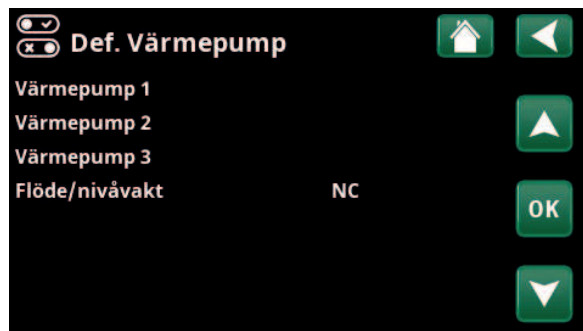 Def. Värmepump
Värmepump 1
Värmepump 2
Värmepump 3
Flöde/nivåvakt NC
OK